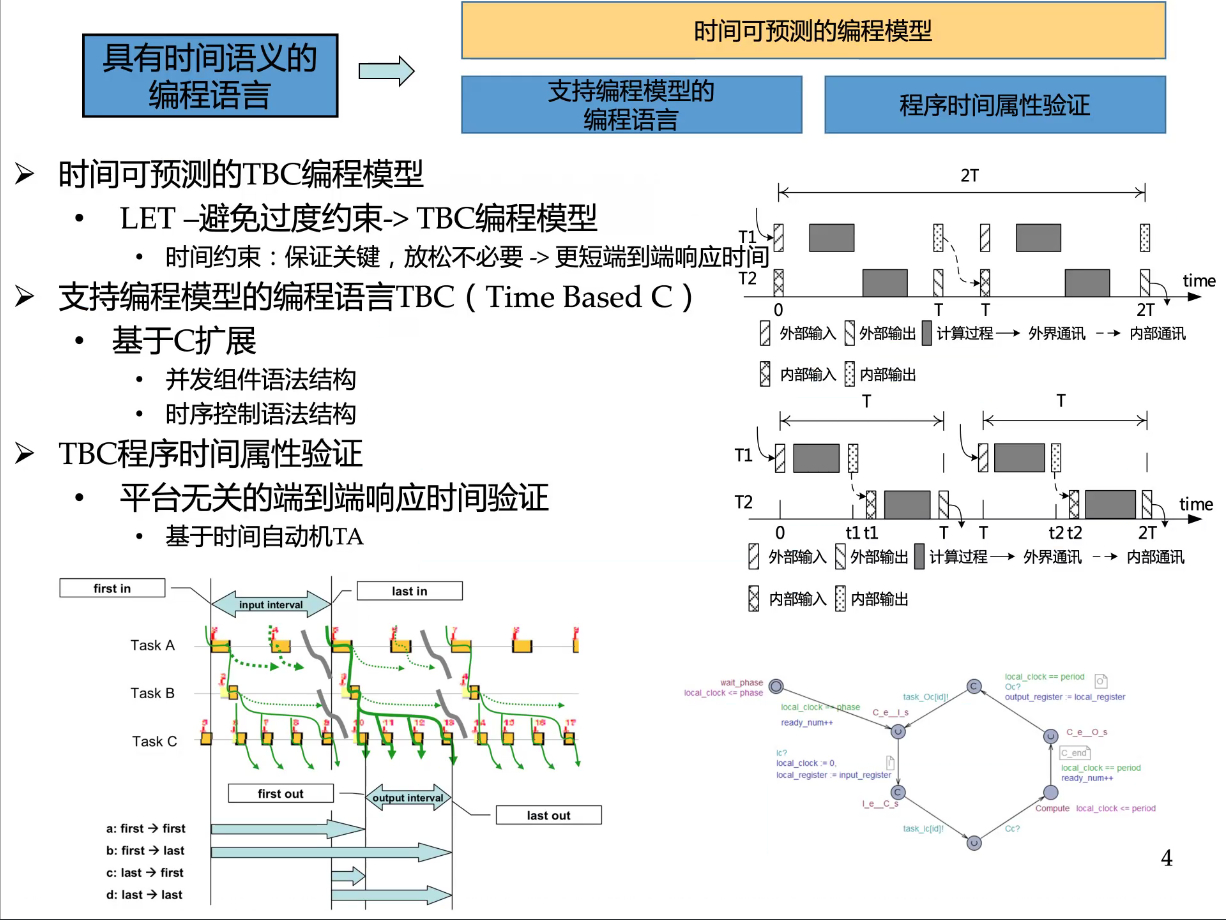 具有时间语义的
编程语言
时间可预测的编程模型
支持编程模型的
编程语言
程序时间属性验证
➢ 时间可预测的TBC编程模型
• LET –避免过度约束-> TBC编程模型
• 时间约束：保证关键，放松不必要 -> 更短端到端响应时间
➢ 支持编程模型的编程语言TBC（Time Based C）
• 基于C扩展
• 并发组件语法结构
• 时序控制语法结构
➢ TBC程序时间属性验证
• 平台无关的端到端响应时间验证
• 基于时间自动机TA
2T
T1
T2
time
0 T T 2T
外部输入 外部输出 计算过程 外界通讯 内部通讯
内部输入 内部输出
T T
T1
T2
time
0 t1 t1 T T t2 t2 2T
外部输入 外部输出 计算过程 外界通讯 内部通讯
内部输入 内部输出
first in
last in
input interval
Task A
Task B
Task C
first out
output interval
last out
a: first → first
b: first → last
c: last → first
d: last → last
wait_phase
local_clock <= phase
local_clock == phase
ready_num++
C_e__I_s
task_Oc[id]!
local_clock == period
Oc?
output_register := local_register
C_e__O_s
C_end
local_clock == period
ready_num++
Compute local_clock <= period
Ic?
local_clock := 0,
local_register := input_register
I_e__C_s
task_ic[id]!
Cc?
4